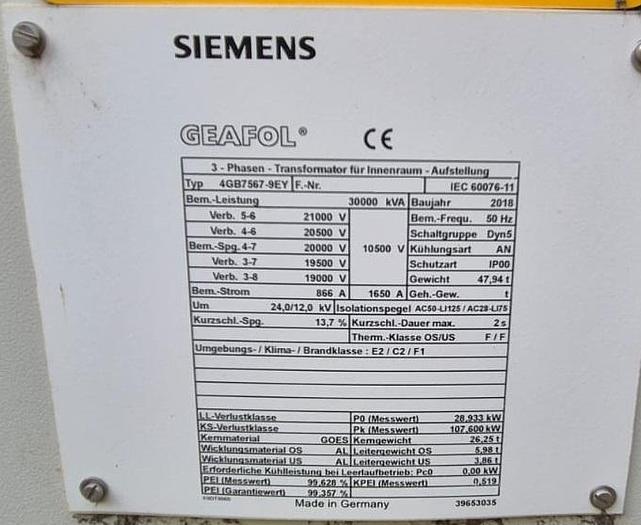 SIEMENS
GEAFOL® CE
3 - Phasen - Transformator für Innenraum - Aufstellung
Typ 4GB7567-9EY F.-Nr. IEC 60076-11
Bem.-Leistung 30000 kVA Baujahr 2018
Verb. 5-6 21000 V Bem.-Frequ. 50 Hz
Verb. 4-6 20500 V Schaltgruppe Dyn5
Bem.-Spg. 4-7 20000 V 10500 V Kühlungsart AN
Verb. 3-7 19500 V Schutzart IP00
Verb. 3-8 19000 V Gewicht 47,94 t
Bem.-Strom 866 A 1650 A Geh.-Gew. t
Um 24,0/12,0 kV Isolationspegel AC50-LI125 / AC28-LI75
Kurzschl.-Spg. 13,7 % Kurzschl.-Dauer max. 2 s
Therm.-Klasse OS/US F / F
Umgebungs- / Klima- / Brandklasse : E2 / C2 / F1
LL-Verlustklasse P0 (Messwert) 28,933 kW
KS-Verlustklasse Pk (Messwert) 107,600 kW
Kernmaterial GOES Kerngewicht 26,25 t
Wicklungsmaterial OS AL Leitergewicht OS 5,98 t
Wicklungsmaterial US AL Leitergewicht US 3,86 t
Erforderliche Kühlleistung bei Leerlaufbetrieb: Pc0 0,00 kW
PEI (Messwert) 99,628 % KPEI (Messwert) 0,519
PEI (Garantiewert) 99,357 %
Made in Germany 39653035